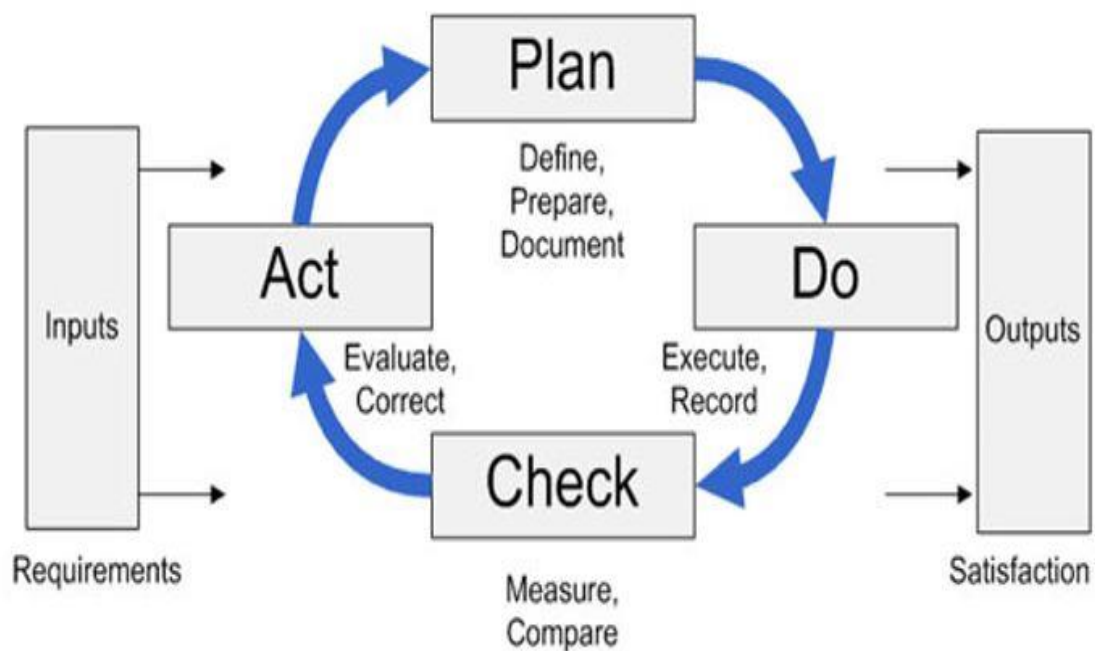 Plan
Define,
Prepare,
Document
Inputs
Act
Do
Outputs
Evaluate,
Correct
Execute,
Record
Check
Requirements
Satisfaction
Measure,
Compare